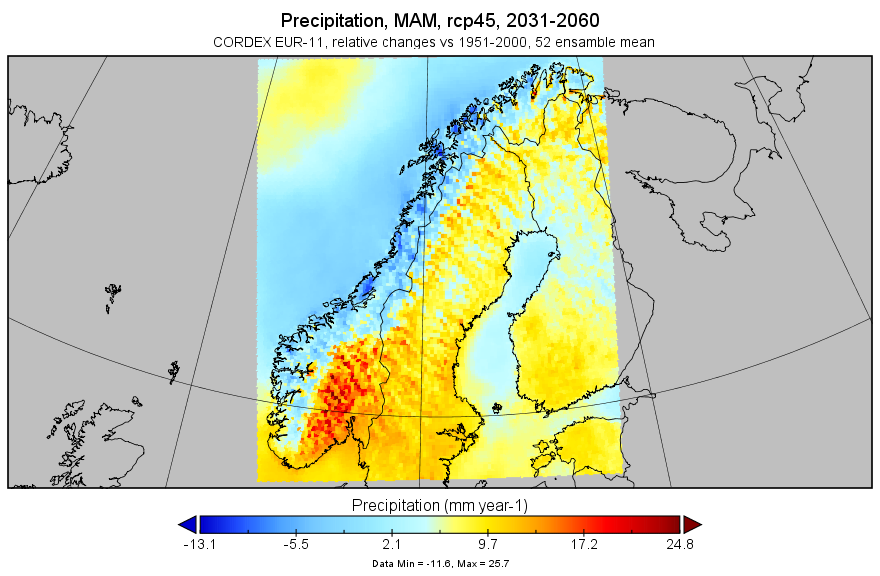 Precipitation, MAM, rcp45, 2031-2060
CORDEX EUR-11, relative changes vs 1951-2000, 52 ensamble mean
Precipitation (mm year-1)
-13.1 -5.5 2.1 9.7 17.2 24.8
Data Min = -11.6, Max = 25.7